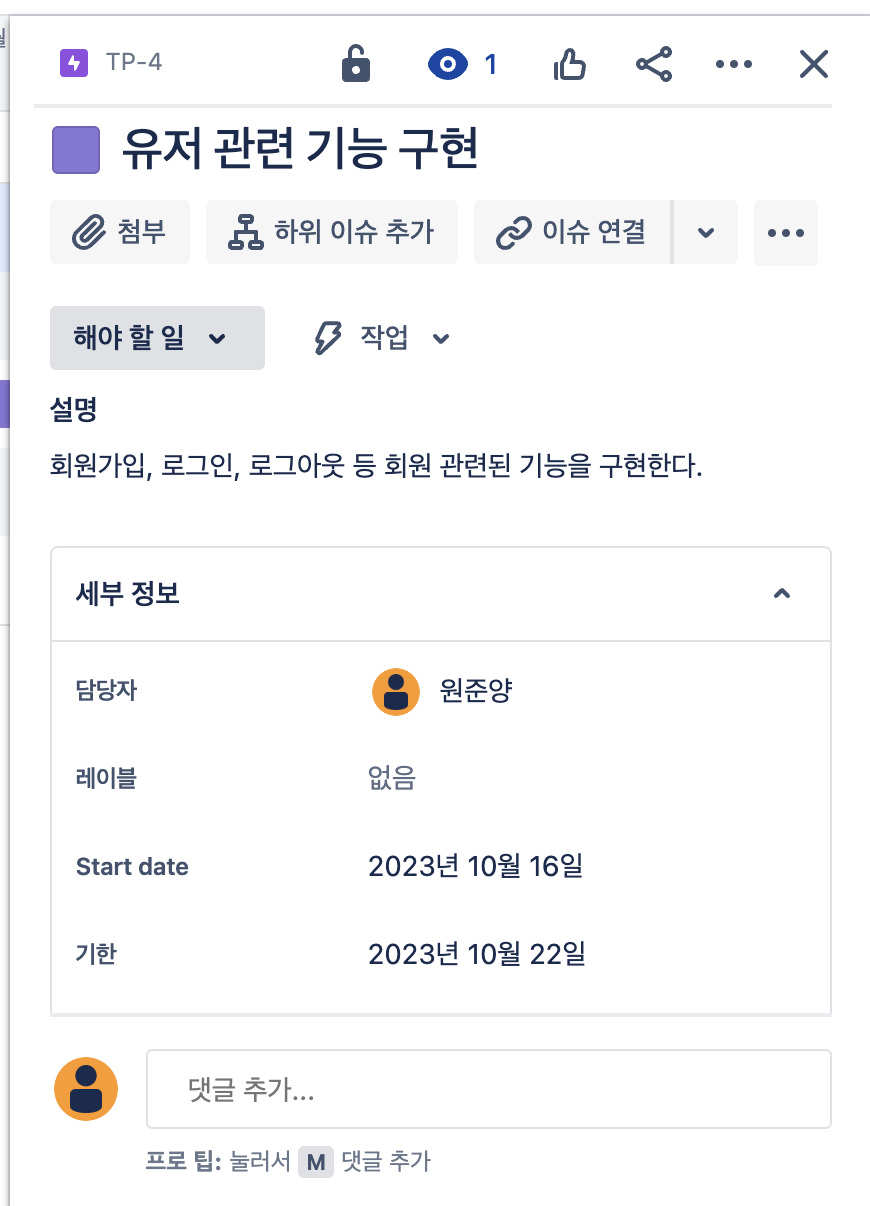 TP-4
1
유저 관련 기능 구현
첨부
하위 이슈 추가
이슈 연결
해야 할 일
작업
설명
회원가입, 로그인, 로그아웃 등 회원 관련된 기능을 구현한다.
세부 정보
담당자 원준양
레이블 없음
Start date 2023년 10월 16일
기한 2023년 10월 22일
댓글 추가...
프로 팁: 눌러서 M 댓글 추가